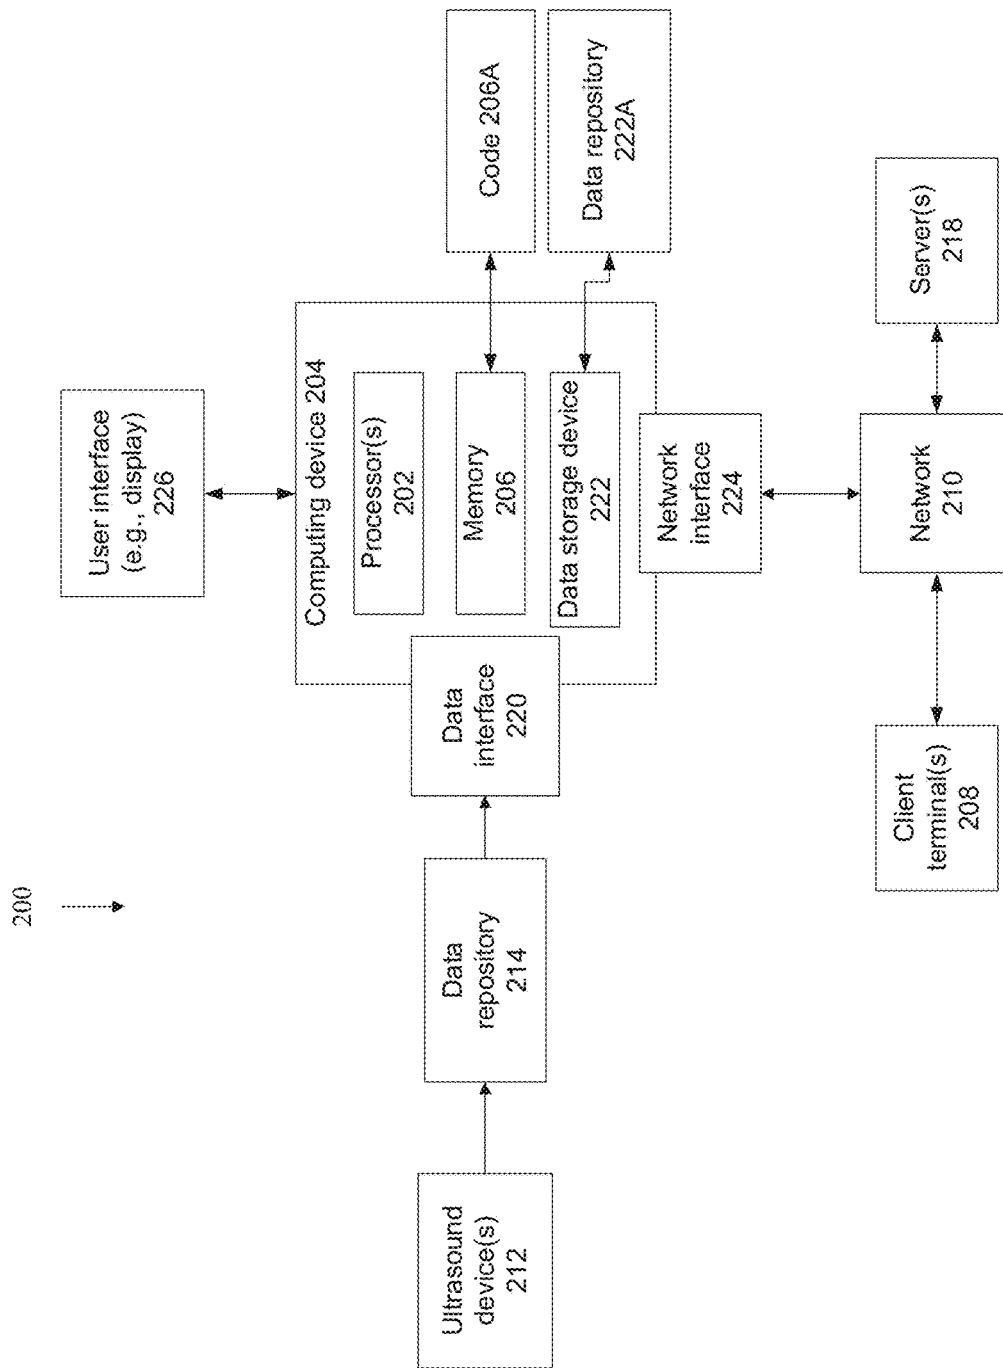 200
User interface
(e.g., display)
226
Computing device 204
Processor(s)
202
Memory
206
Data storage device
222
Code 206A
Data repository
222A
Ultrasound
device(s)
212
Data
repository
214
Data
interface
220
Network
interface
224
Client
terminal(s)
208
Network
210
Server(s)
218